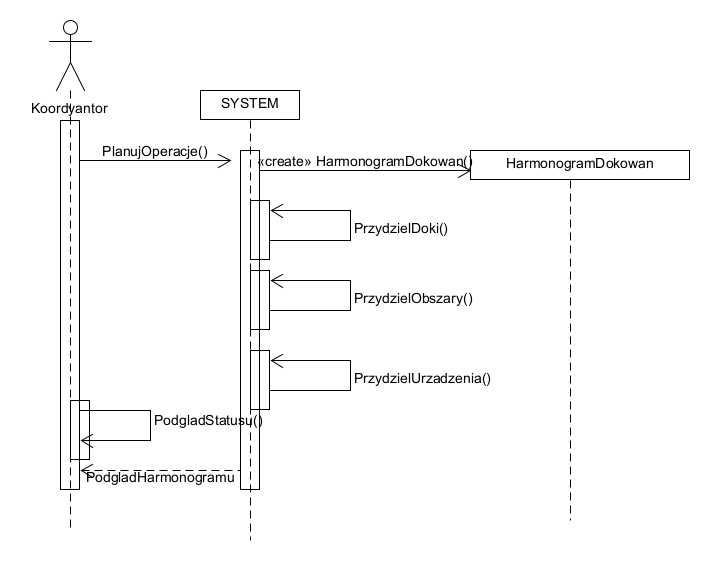 Koordyantor
SYSTEM
PlanujOperacje()
«create» HarmonogramDokowan()
HarmonogramDokowan
PrzydzielDoki()
PrzydzielObszary()
PrzydzielUrzadzenia()
PodgladStatusu()
PodgladHarmonogramu